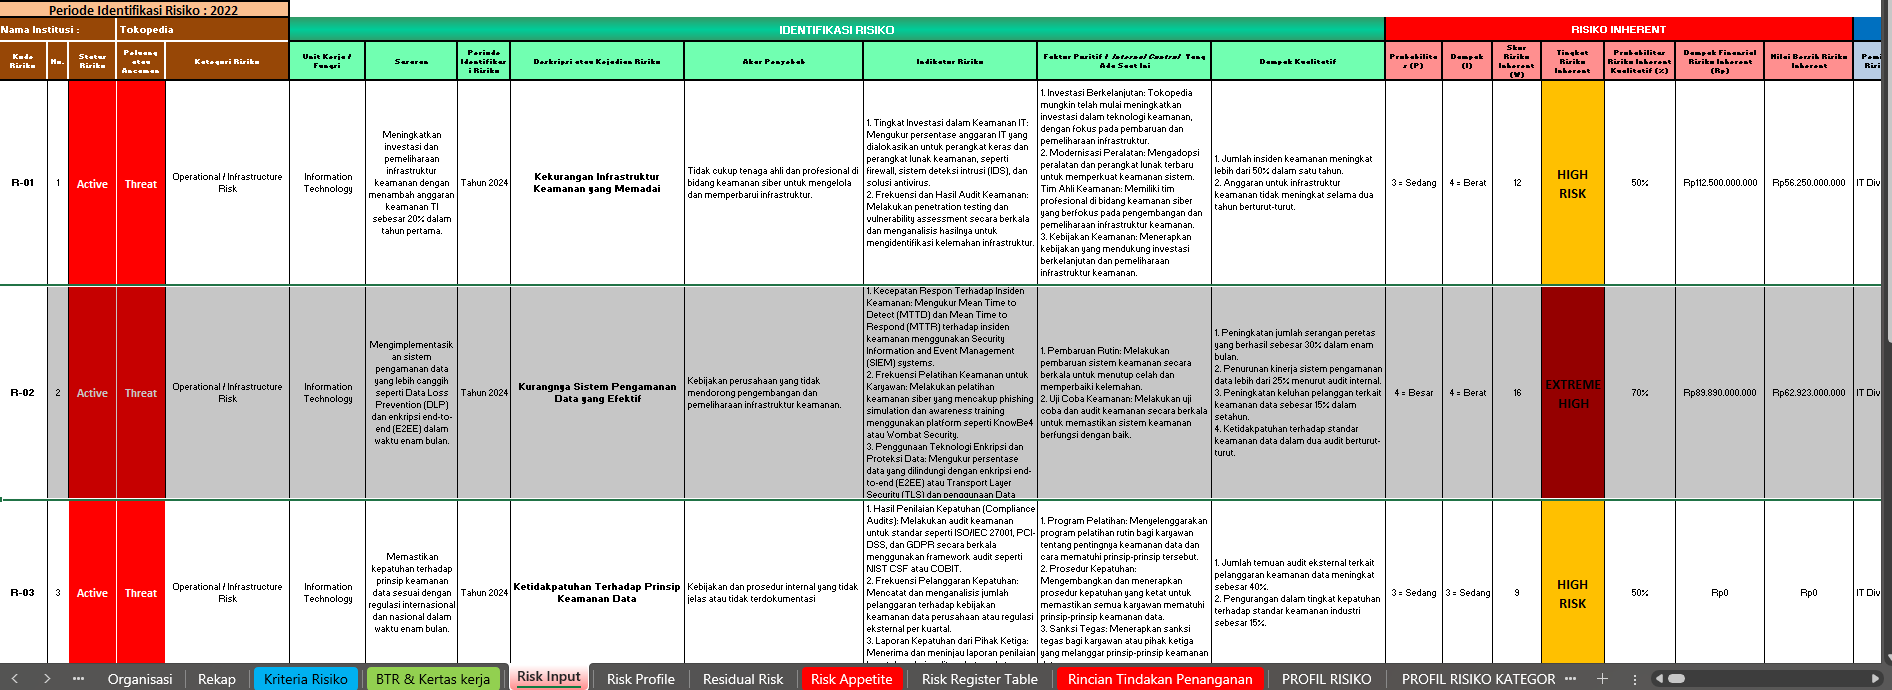 Periode Identifikasi Risiko : 2022
Nama Institusi :
Tokopedia
IDENTIFIKASI RISIKO
RISIKO INHERENT
Kode
Risiko
No.
Status
Risiko
Peluang
atau
Ancaman
Kategori Risiko
Unit Kerja /
Fungsi
Sasaran
Periode
Identifikas
i Risiko
Deskripsi atau Kejadian Risiko
Akar Penyebab
Indikator Risiko
Faktor Positif / Internal Control Yang
Ada Saat Ini
Dampak Kualitatif
Probabilita
s (P)
Dampak
(I)
Skor
Risiko
Inherent
(W)
Tingkat
Risiko
Inherent
Probabilitas
Risiko Inherent
Kualitatif (%)
Dampak Finansial
Risiko Inherent
(Rp)
Nilai Bersih Risiko
Inherent
Pemi
Risi
R-01
1
Active
Threat
Operational / Infrastructure
Risk
Information
Technology
Meningkatkan
investasi dan
pemeliharaan
infrastruktur
keamanan dengan
menambah anggaran
keamanan TI
sebesar 20% dalam
tahun pertama.
Tahun 2024
Kekurangan Infrastruktur
Keamanan yang Memadai
Tidak cukup tenaga ahli dan profesional di
bidang keamanan siber untuk mengelola
dan memperbarui infrastruktur.
1. Tingkat Investasi dalam Keamanan IT:
Mengukur persentase anggaran IT yang
dialokasikan untuk perangkat keras dan
perangkat lunak keamanan, seperti
firewall, sistem deteksi intrusi (IDS), dan
solusi antivirus.
2. Frekuensi dan Hasil Audit Keamanan:
Melakukan penetration testing dan
vulnerability assessment secara berkala
dan menganalisis hasilnya untuk
mengidentifikasi kelemahan infrastruktur.
1. Investasi Berkelanjutan: Tokopedia
mungkin telah mulai meningkatkan
investasi dalam teknologi keamanan,
dengan fokus pada pembaruan dan
pemeliharaan infrastruktur.
2. Modernisasi Peralatan: Mengadopsi
peralatan dan perangkat lunak terbaru
untuk memperkuat keamanan sistem.
Tim Ahli Keamanan: Memiliki tim
profesional di bidang keamanan siber
yang berfokus pada pengembangan dan
pemeliharaan infrastruktur keamanan.
3. Kebijakan Keamanan: Menerapkan
kebijakan yang mendukung investasi
berkelanjutan dan pemeliharaan
infrastruktur keamanan.
1. Jumlah insiden keamanan meningkat
lebih dari 50% dalam satu tahun.
2. Anggaran untuk infrastruktur
keamanan tidak meningkat selama dua
tahun berturut-turut.
3 = Sedang
4 = Berat
12
HIGH
RISK
50%
Rp112.500.000.000
Rp56.250.000.000
IT Div
R-02
2
Active
Threat
Operational / Infrastructure
Risk
Information
Technology
Mengimplementasik
an sistem
pengamanan data
yang lebih canggih
seperti Data Loss
Prevention (DLP)
dan enkripsi end-to-
end (E2EE) dalam
waktu enam bulan.
Tahun 2024
Kurangnya Sistem Pengamanan
Data yang Efektif
Kebijakan perusahaan yang tidak
mendorong pengembangan dan
pemeliharaan infrastruktur keamanan.
1. Kecepatan Respon Terhadap Insiden
Keamanan: Mengukur Mean Time to
Detect (MTTD) dan Mean Time to
Respond (MTTR) terhadap insiden
keamanan menggunakan Security
Information and Event Management
(SIEM) systems.
2. Frekuensi Pelatihan Keamanan untuk
Karyawan: Melakukan pelatihan
keamanan siber yang mencakup phishing
simulation dan awareness training
menggunakan platform seperti KnowBe4
atau Wombat Security.
3. Penggunaan Teknologi Enkripsi dan
Proteksi Data: Mengukur persentase
data yang dilindungi dengan enkripsi end-
to-end (E2EE) atau Transport Layer
Security (TLS) dan penggunaan Data
1. Pembaruan Rutin: Melakukan
pembaruan sistem keamanan secara
berkala untuk menutup celah dan
memperbaiki kelemahan.
2. Uji Coba Keamanan: Melakukan uji
coba dan audit keamanan secara berkala
untuk memastikan sistem keamanan
berfungsi dengan baik.
1. Peningkatan jumlah serangan peretas
yang berhasil sebesar 30% dalam enam
bulan.
2. Penurunan kinerja sistem pengamanan
data lebih dari 25% menurut audit internal.
3. Peningkatan keluhan pelanggan terkait
keamanan data sebesar 15% dalam
setahun.
4. Ketidakpatuhan terhadap standar
keamanan data dalam dua audit berturut-
turut.
4 = Besar
4 = Berat
16
EXTREME
HIGH
70%
Rp89.890.000.000
Rp62.923.000.000
IT Div
R-03
3
Active
Threat
Operational / Infrastructure
Risk
Information
Technology
Memastikan
kepatuhan terhadap
prinsip keamanan
data sesuai dengan
regulasi internasional
dan nasional dalam
waktu enam bulan.
Tahun 2024
Ketidakpatuhan Terhadap Prinsip
Keamanan Data
Kebijakan dan prosedur internal yang tidak
jelas atau tidak terdokumentasi
1. Hasil Penilaian Kepatuhan (Compliance
Audits): Melakukan audit keamanan
untuk standar seperti ISO/IEC 27001, PCI-
DSS, dan GDPR secara berkala
menggunakan framework audit seperti
NIST CSF atau COBIT.
2. Frekuensi Pelanggaran Kepatuhan:
Mencatat dan menganalisis jumlah
pelanggaran terhadap kebijakan
keamanan data perusahaan atau regulasi
eksternal per kuartal.
3. Laporan Kepatuhan dari Pihak Ketiga:
Menerima dan meninjau laporan penilaian
1. Program Pelatihan: Menyelenggarakan
program pelatihan rutin bagi karyawan
tentang pentingnya keamanan data dan
cara mematuhi prinsip-prinsip tersebut.
2. Prosedur Kepatuhan:
Mengembangkan dan menerapkan
prosedur kepatuhan yang ketat untuk
memastikan semua karyawan mematuhi
prinsip-prinsip keamanan data.
3. Sanksi Tegas: Menerapkan sanksi
tegas bagi karyawan atau pihak ketiga
yang melanggar prinsip-prinsip keamanan
1. Jumlah temuan audit eksternal terkait
pelanggaran keamanan data meningkat
sebesar 40%.
2. Pengurangan dalam tingkat kepatuhan
terhadap standar keamanan industri
sebesar 15%.
3 = Sedang
3 = Sedang
9
HIGH
RISK
50%
Rp0
Rp0
IT Div
Organisasi
Rekap
Kriteria Risiko
BTR & Kertas kerja
Risk Input
Risk Profile
Residual Risk
Risk Appetite
Risk Register Table
Rincian Tindakan Penanganan
PROFIL RISIKO
PROFIL RISIKO KATEGOR